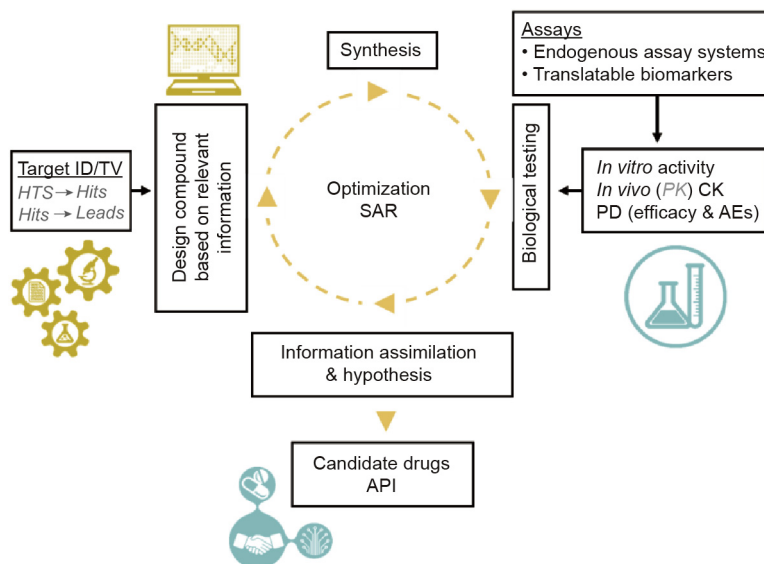 Synthesis
Assays
• Endogenous assay systems
• Translatable biomarkers
Target ID/TV
HTS → Hits
Hits → Leads
Design compound
based on relevant
information
Optimization
SAR
Biological testing
In vitro activity
In vivo (PK) CK
PD (efficacy & AEs)
Information assimilation
& hypothesis
Candidate drugs
API